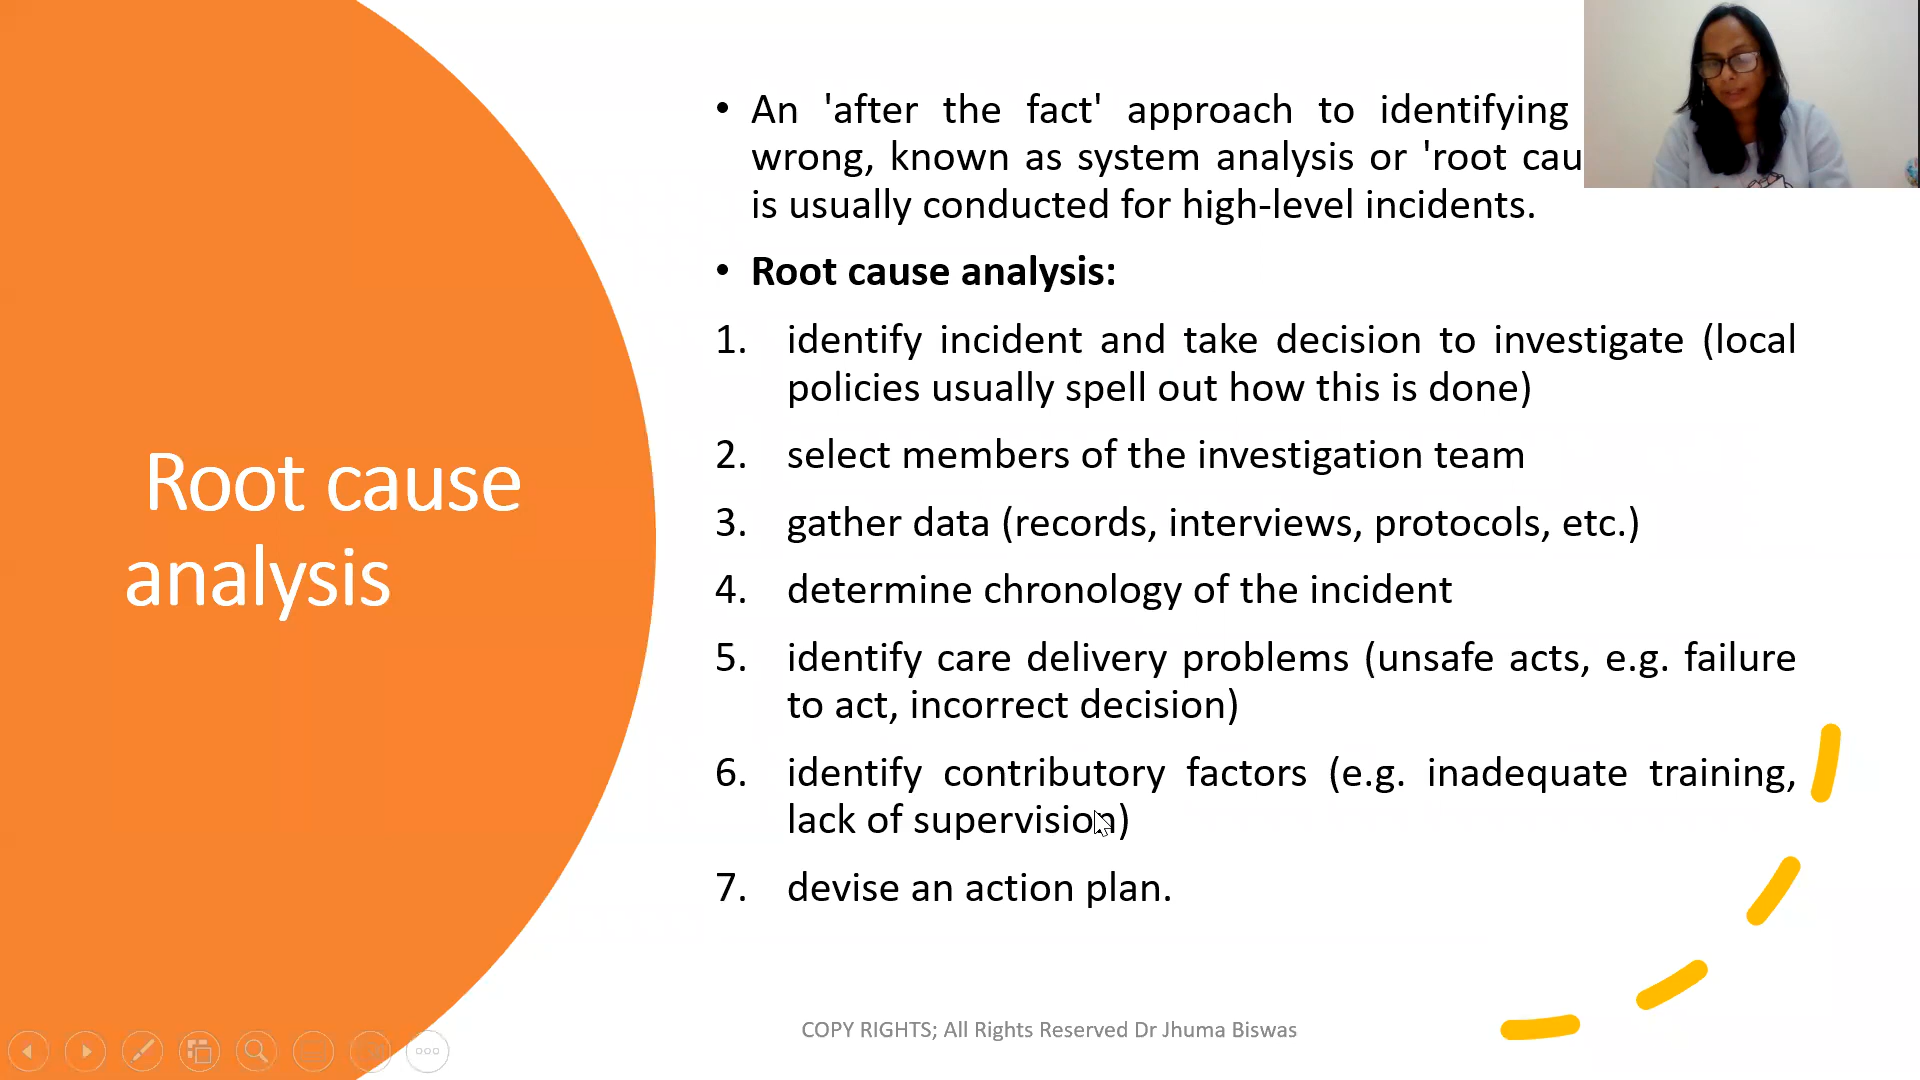 Root cause
analysis
• An 'after the fact' approach to identifying
wrong, known as system analysis or 'root cau
is usually conducted for high-level incidents.
• Root cause analysis:
1. identify incident and take decision to investigate (local
policies usually spell out how this is done)
2. select members of the investigation team
3. gather data (records, interviews, protocols, etc.)
4. determine chronology of the incident
5. identify care delivery problems (unsafe acts, e.g. failure
to act, incorrect decision)
6. identify contributory factors (e.g. inadequate training,
lack of supervision)
7. devise an action plan.
COPY RIGHTS; All Rights Reserved Dr Jhuma Biswas